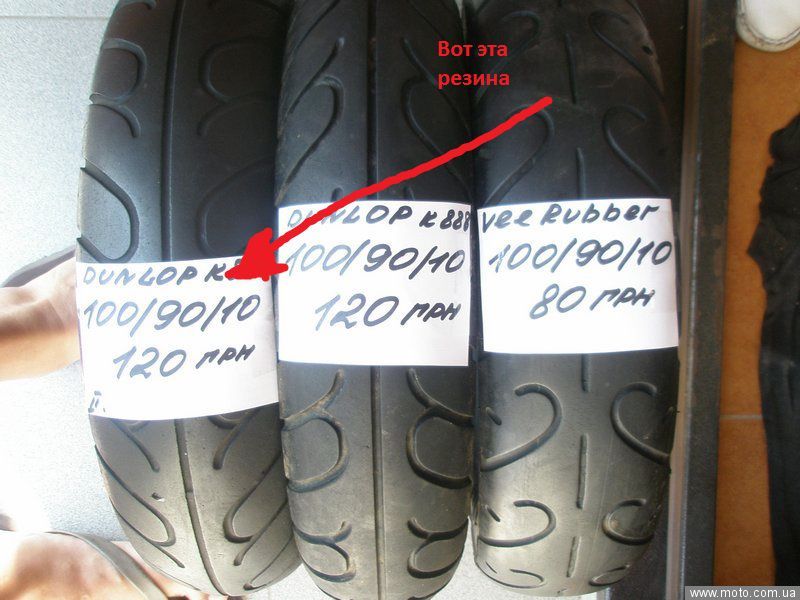 Вот эта
резина
DUNLOP
100/90/10
120 грн
II.
DUNLOP K888
100/90/10
120 грн
Vee Rubber
100/90/10
80 грн
www.moto.com.ua